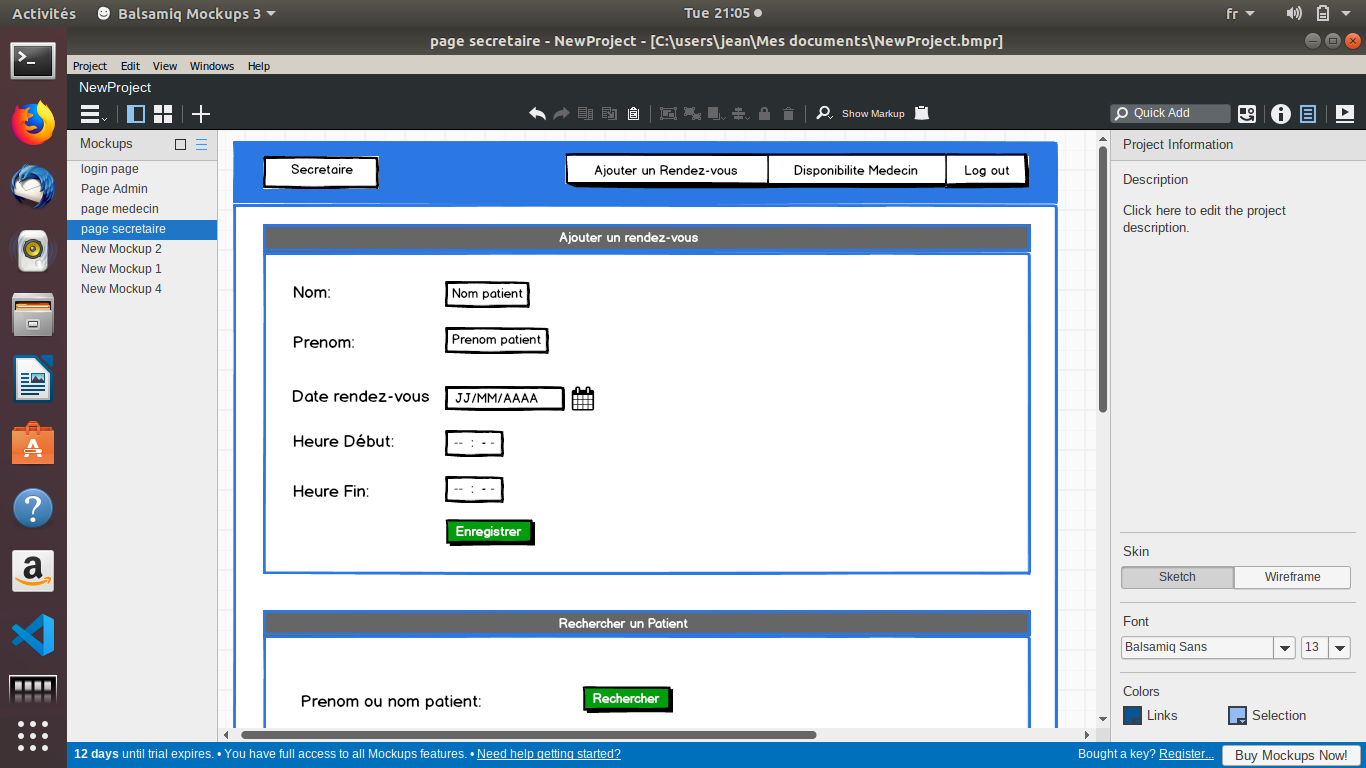 Activités
Balsamiq Mockups 3
Tue 21:05
fr
page secretaire - NewProject - [C:\users\jean\Mes documents\NewProject.bmpr]
Project Edit View Windows Help
NewProject
Show Markup
Quick Add
Mockups
login page
Page Admin
page medecin
page secretaire
New Mockup 2
New Mockup 1
New Mockup 4
Secretaire
Ajouter un Rendez-vous
Disponibilite Medecin
Log out
Ajouter un rendez-vous
Nom:
Nom patient
Prenom:
Prenom patient
Date rendez-vous
JJ/MM/AAAA
Heure Début:
-- : --
Heure Fin:
-- : --
Enregistrer
Rechercher un Patient
Prenom ou nom patient:
Rechercher
Project Information
Description
Click here to edit the project
description.
Skin
Sketch
Wireframe
Font
Balsamiq Sans
13
Colors
Links
Selection
12 days until trial expires. • You have full access to all Mockups features. • Need help getting started?
Bought a key? Register...
Buy Mockups Now!